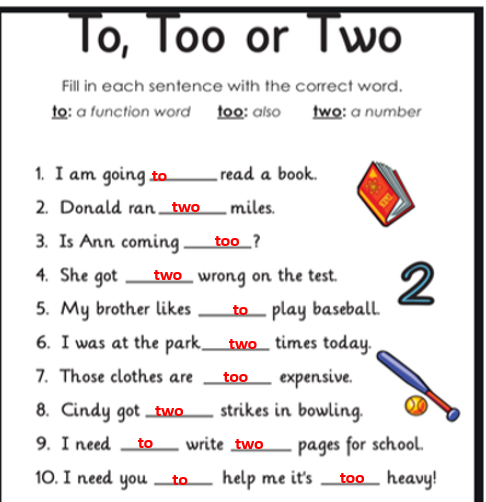 To, Too or Two
Fill in each sentence with the correct word.
to: a function word too: also two: a number
1. I am going to read a book.
2. Donald ran two miles.
3. Is Ann coming too?
4. She got two wrong on the test.
5. My brother likes to play baseball.
6. I was at the park two times today.
7. Those clothes are too expensive.
8. Cindy got two strikes in bowling.
9. I need to write two pages for school.
10. I need you to help me it's too heavy!
2